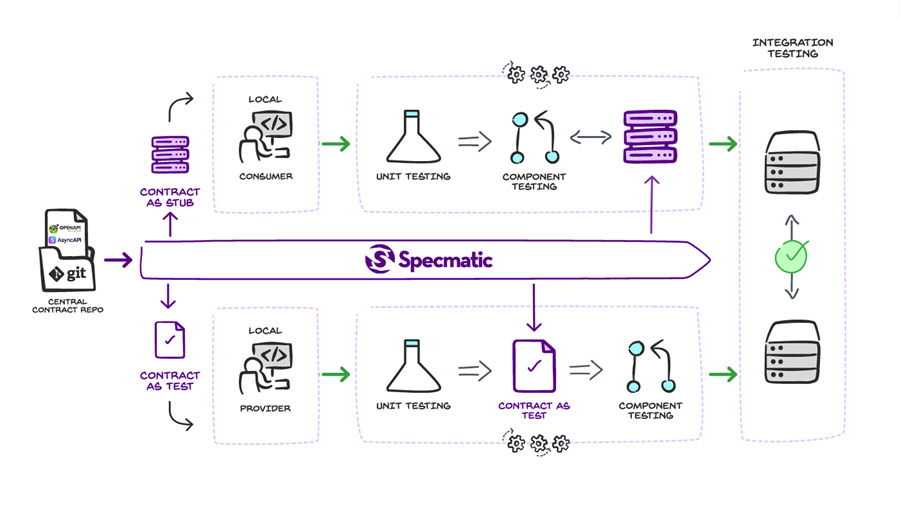 INTEGRATION
TESTING
LOCAL
</>
CONSUMER
UNIT TESTING
COMPONENT
TESTING
CONTRACT
AS STUB
OPENAPI
AsyncAPI
git
CENTRAL
CONTRACT REPO
Specmatic
CONTRACT
AS TEST
LOCAL
</>
PROVIDER
UNIT TESTING
CONTRACT AS
TEST
COMPONENT
TESTING